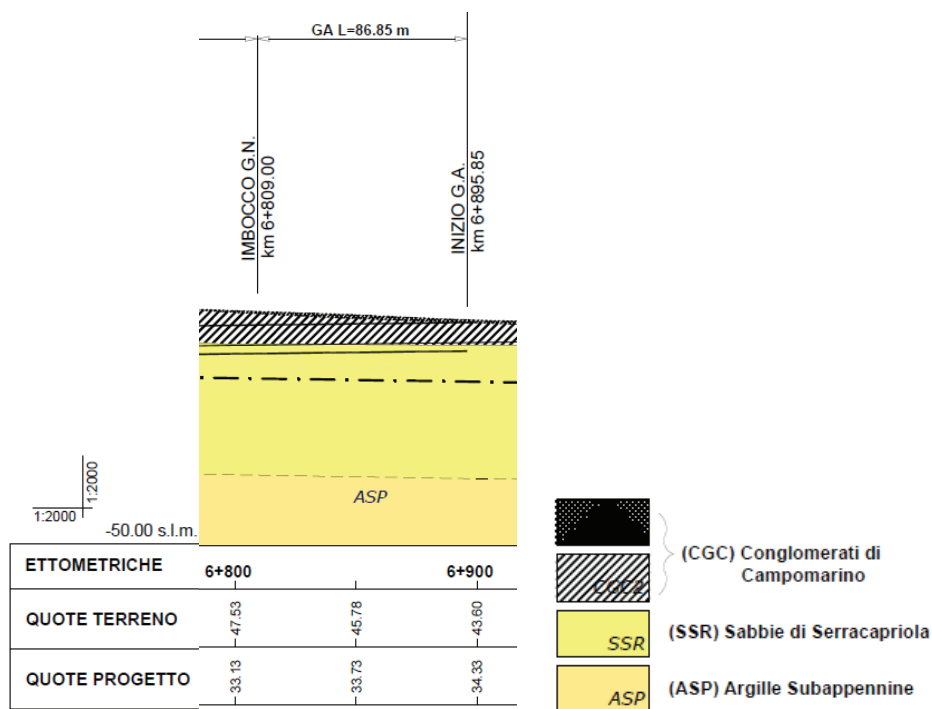 GA L=86.85 m
IMBOCCO G.N.
km 6+809.00
INIZIO G.A.
km 6+895.85
ASP
1:2000
1:2000
-50.00 s.l.m.
ETTOMETRICHE 6+800 6+900
QUOTE TERRENO 47.53 45.78 43.60
QUOTE PROGETTO 33.13 33.73 34.33
CGC2
(CGC) Conglomerati di
Campomarino
SSR
(SSR) Sabbie di Serracapriola
ASP
(ASP) Argille Subappennine